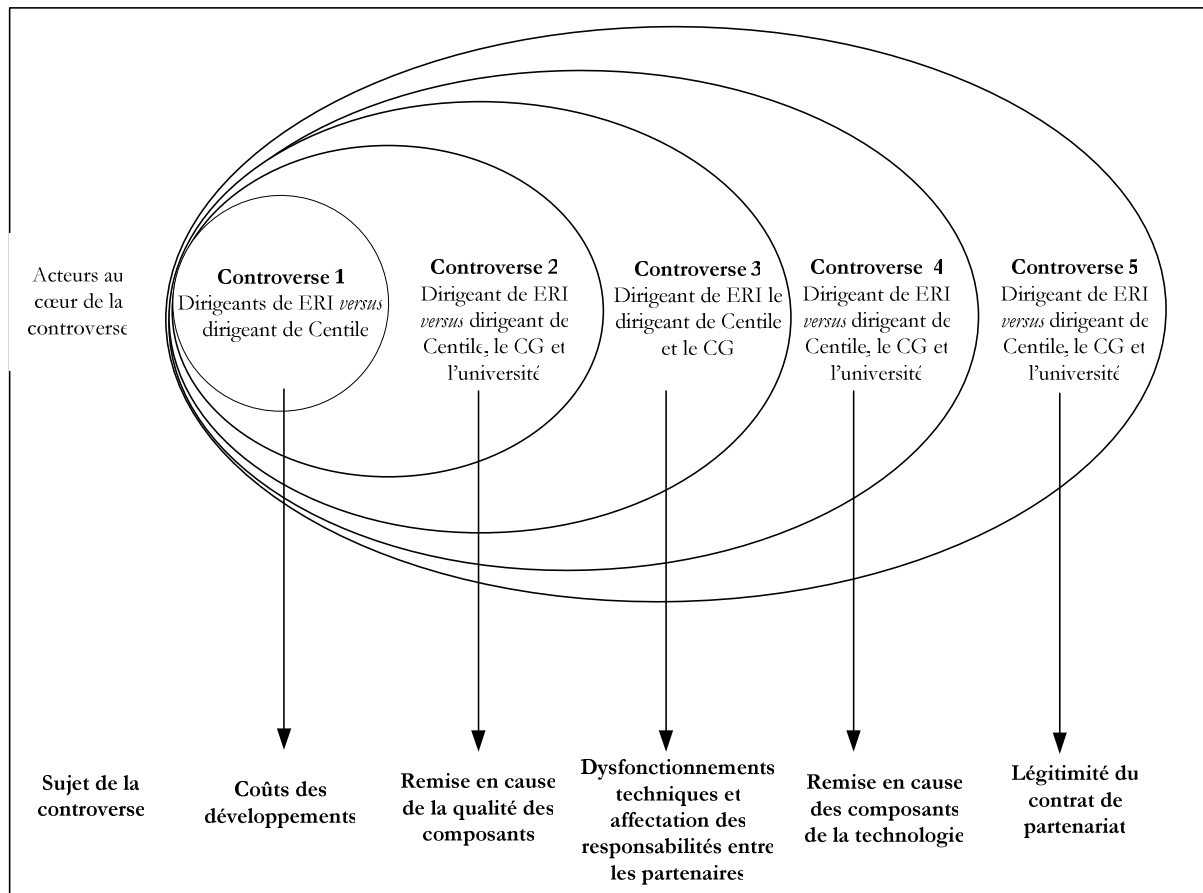 Acteurs au
cœur de la
controverse
Controverse 1
Dirigeants de ERI versus
dirigeant de Centile
Controverse 2
Dirigeant de ERI
versus dirigeant de
Centile, le CG et
l’université
Controverse 3
Dirigeant de ERI le
dirigeant de Centile
et le CG
Controverse 4
Dirigeant de ERI
versus dirigeant de
Centile, le CG et
l’université
Controverse 5
Dirigeant de ERI
versus dirigeant de
Centile, le CG et
l’université
Sujet de la
controverse
Coûts des
développements
Remise en cause
de la qualité des
composants
Dysfonctionnements
techniques et
affectation des
responsabilités entre
les partenaires
Remise en cause
des composants
de la technologie
Légitimité du
contrat de
partenariat